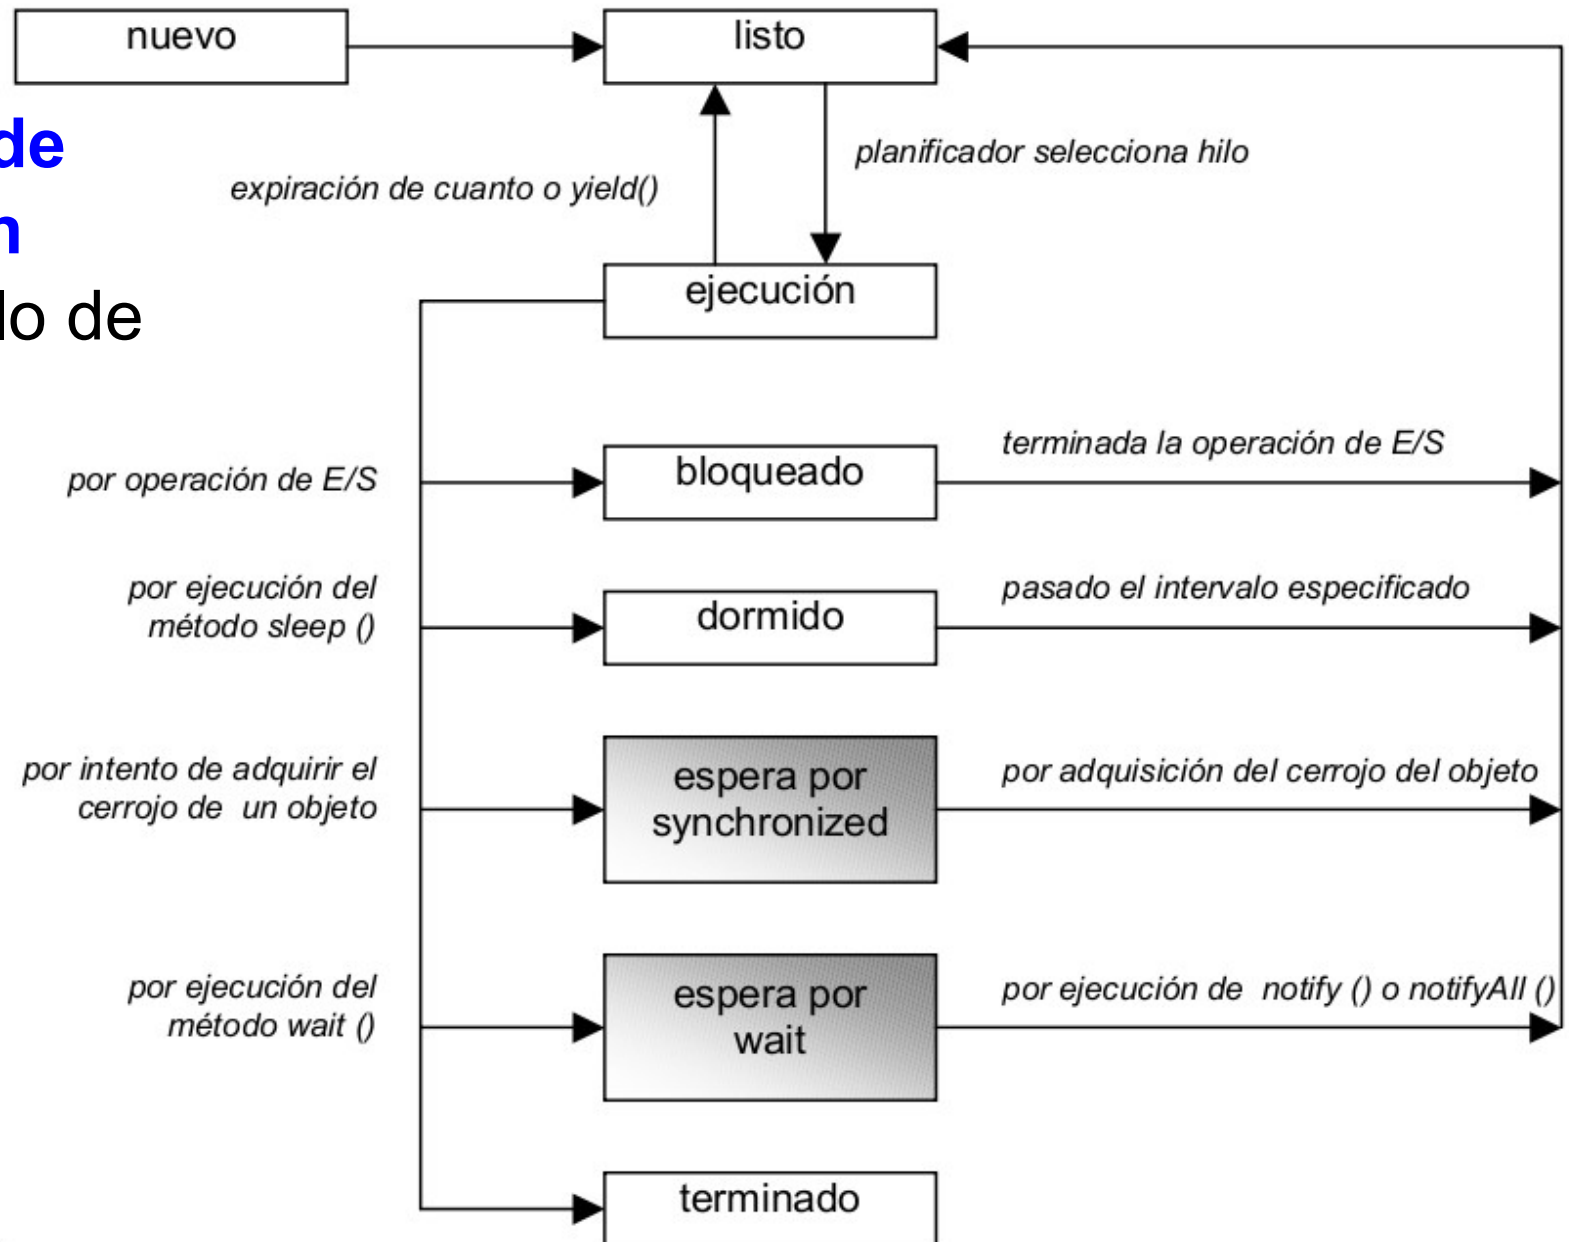 nuevo
listo
de
planificador selecciona hilo
expiración de cuanto o yield()
n
ejecución
lo de
por operación de E/S
bloqueado
terminada la operación de E/S
por ejecución del
método sleep ()
dormido
pasado el intervalo especificado
por intento de adquirir el
cerrojo de un objeto
espera por
synchronized
por adquisición del cerrojo del objeto
por ejecución del
método wait ()
espera por
wait
por ejecución de notify () o notifyAll ()
terminado